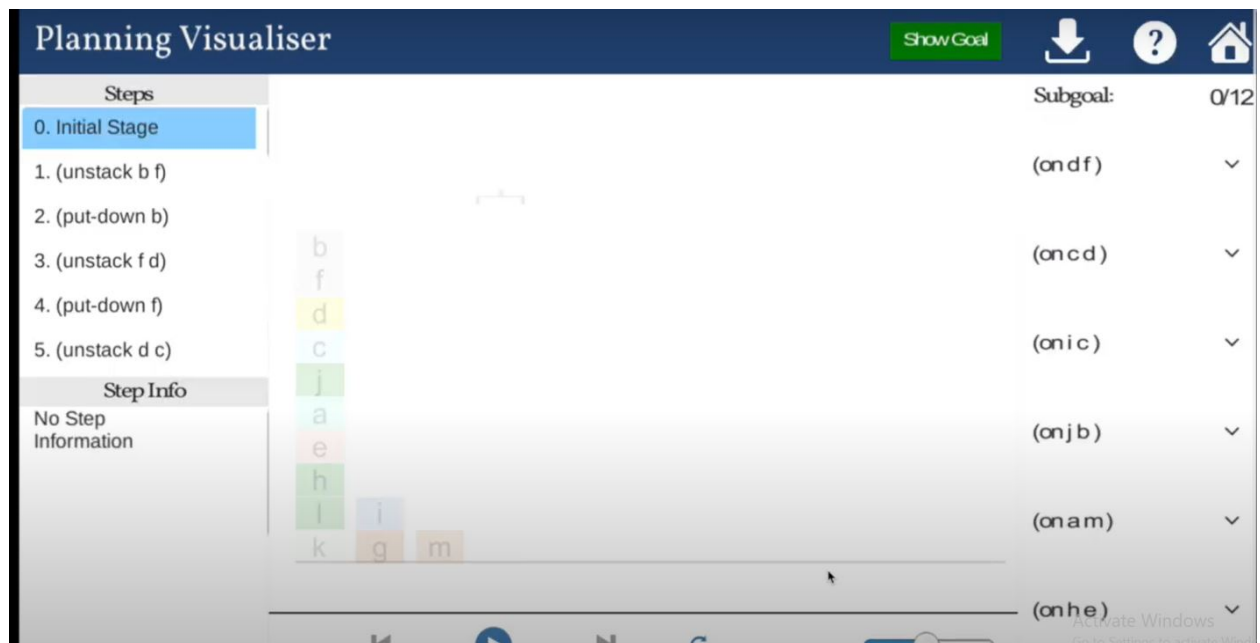 Planning Visualiser
Show Goal
?
Steps
0. Initial Stage
1. (unstack b f)
2. (put-down b)
3. (unstack f d)
4. (put-down f)
5. (unstack d c)
Step Info
No Step
Information
b
f
d
c
j
a
e
h
l i
k g m
Subgoal: 0/12
(on d f)
(on c d)
(on i c)
(on j b)
(on a m)
(on h e)
Activate Windows